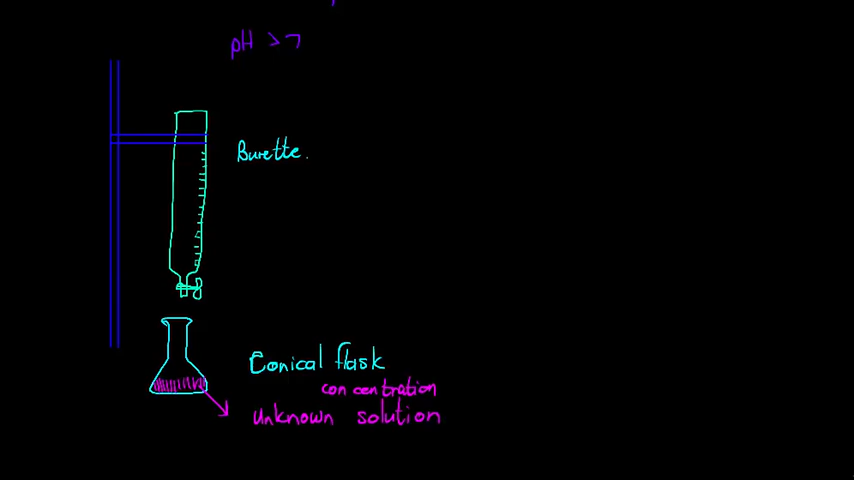 pH > 7
Burette.
Conical flask
concentration
unknown solution